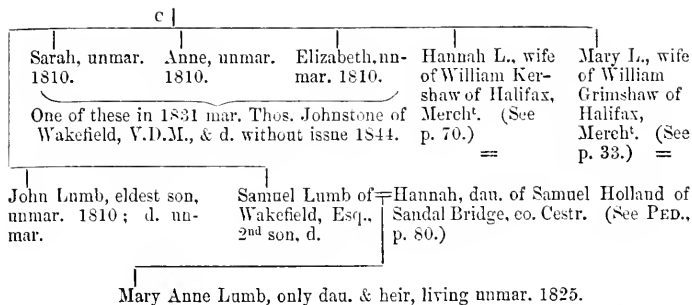 C
Sarah, unmar. 1810.
Anne, unmar. 1810.
Elizabeth, unmar. 1810.
Hannah L., wife of William Kershaw of Halifax, Mercht. (See p. 70.) =
Mary L., wife of William Grimshaw of Halifax, Mercht. (See p. 33.) =
One of these in 1831 mar. Thos. Johnstone of
Wakefield, V.D.M., & d. without issue 1844.
John Lumb, eldest son,
unmar. 1810; d. un-
mar.
Samuel Lumb of
Wakefield, Esq.,
2nd son, d.
=
Hannah, dau. of Samuel Holland of
Sandal Bridge, co. Cestr. (See PED.,
p. 80.)
Mary Anne Lumb, only dau. & heir, living unmar. 1825.